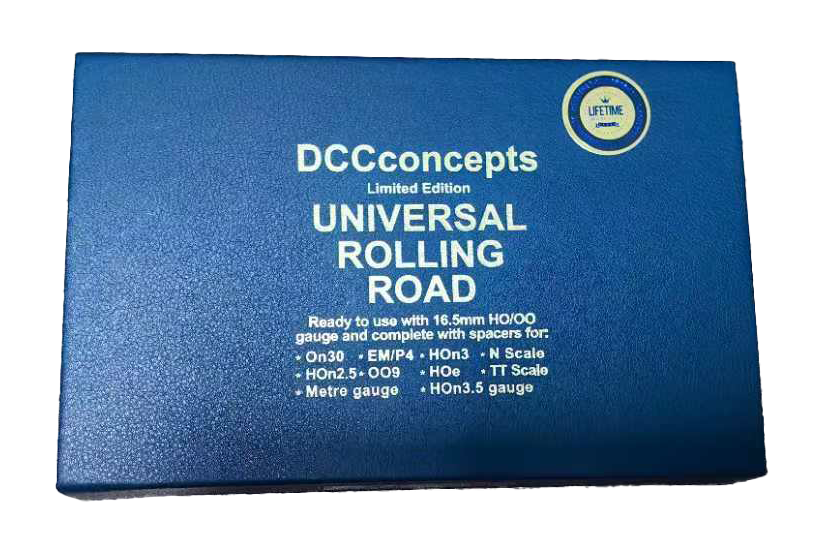 LIFETIME
DCCconcepts
Limited Edition
UNIVERSAL
ROLLING
ROAD
Ready to use with 16.5mm HO/OO
gauge and complete with spacers for:
• On30 • EM/P4 • HOn3 • N Scale
• HOn2.5 • OO9 • HOe • TT Scale
• Metre gauge • HOn3.5 gauge